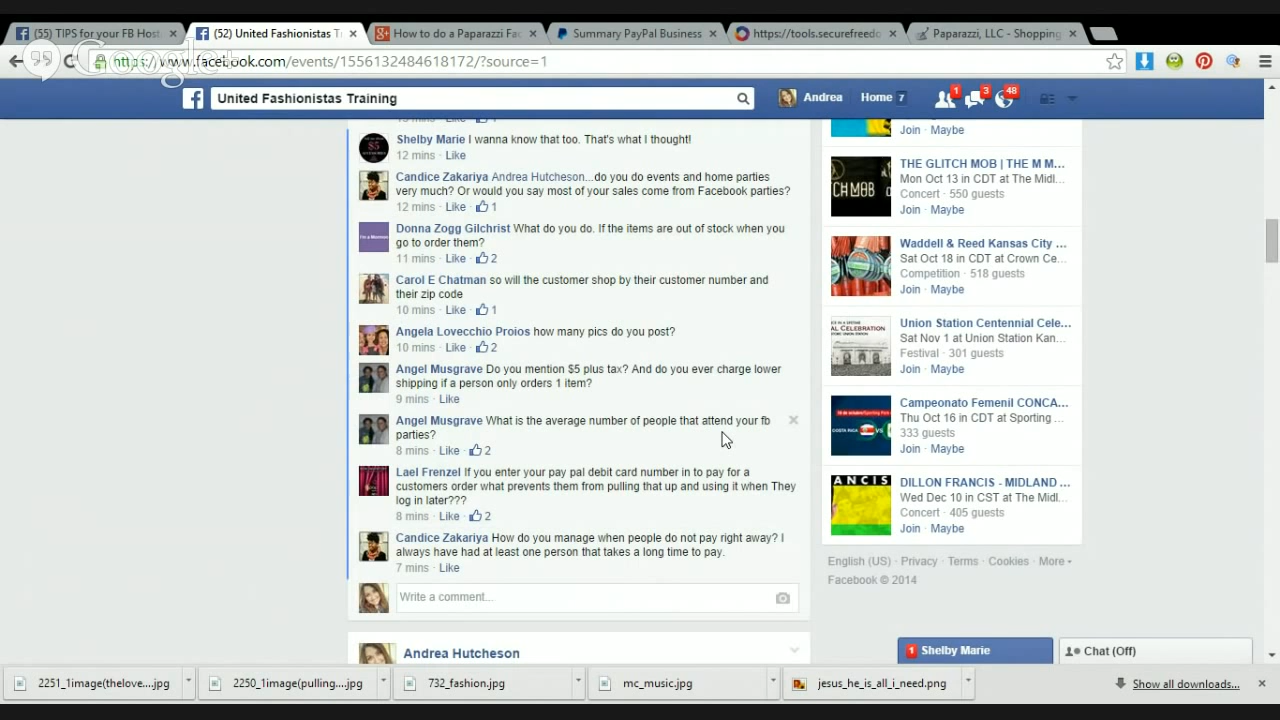 (55) TIPS for your FB Host
(52) United Fashionistas T
How to do a Paparazzi Fac
Summary PayPal Business
https://tools.securefreedo
Paparazzi, LLC - Shopping
Google+
https://www.facebook.com/events/1556132484618172/?source=1
United Fashionistas Training
Andrea
Home 7
1
3
48
Shelby Marie I wanna know that too. That's what I thought!
12 mins · Like
Candice Zakariya Andrea Hutcheson...do you do events and home parties
very much? Or would you say most of your sales come from Facebook parties?
12 mins · Like · 1
Donna Zogg Gilchrist What do you do. If the items are out of stock when you
go to order them?
11 mins · Like · 2
Carol E Chatman so will the customer shop by their customer number and
their zip code
10 mins · Like · 1
Angela Lovecchio Proios how many pics do you post?
10 mins · Like · 2
Angel Musgrave Do you mention $5 plus tax? And do you ever charge lower
shipping if a person only orders 1 item?
9 mins · Like
Angel Musgrave What is the average number of people that attend your fb
parties?
8 mins · Like · 2
Lael Frenzel If you enter your pay pal debit card number in to pay for a
customers order what prevents them from pulling that up and using it when They
log in later???
8 mins · Like · 2
Candice Zakariya How do you manage when people do not pay right away? I
always have had at least one person that takes a long time to pay.
7 mins · Like
Write a comment...
Andrea Hutcheson
Join · Maybe
THE GLITCH MOB | THE M M...
Mon Oct 13 in CDT at The Midl...
Concert · 550 guests
Join · Maybe
Waddell & Reed Kansas City ...
Sat Oct 18 in CDT at Crown Ce...
Competition · 518 guests
Join · Maybe
Union Station Centennial Cele...
Sat Nov 1 at Union Station Kan...
Festival · 301 guests
Join · Maybe
Campeonato Femenil CONCA...
Thu Oct 16 in CDT at Sporting ...
333 guests
Join · Maybe
DILLON FRANCIS - MIDLAND ...
Wed Dec 10 in CST at The Midl...
Concert · 405 guests
Join · Maybe
English (US) · Privacy · Terms · Cookies · More
Facebook © 2014
1 Shelby Marie
Chat (Off)
2251_1image(thelove....jpg
2250_1image(pulling....jpg
732_fashion.jpg
mc_music.jpg
jesus_he_is_all_i_need.png
Show all downloads...